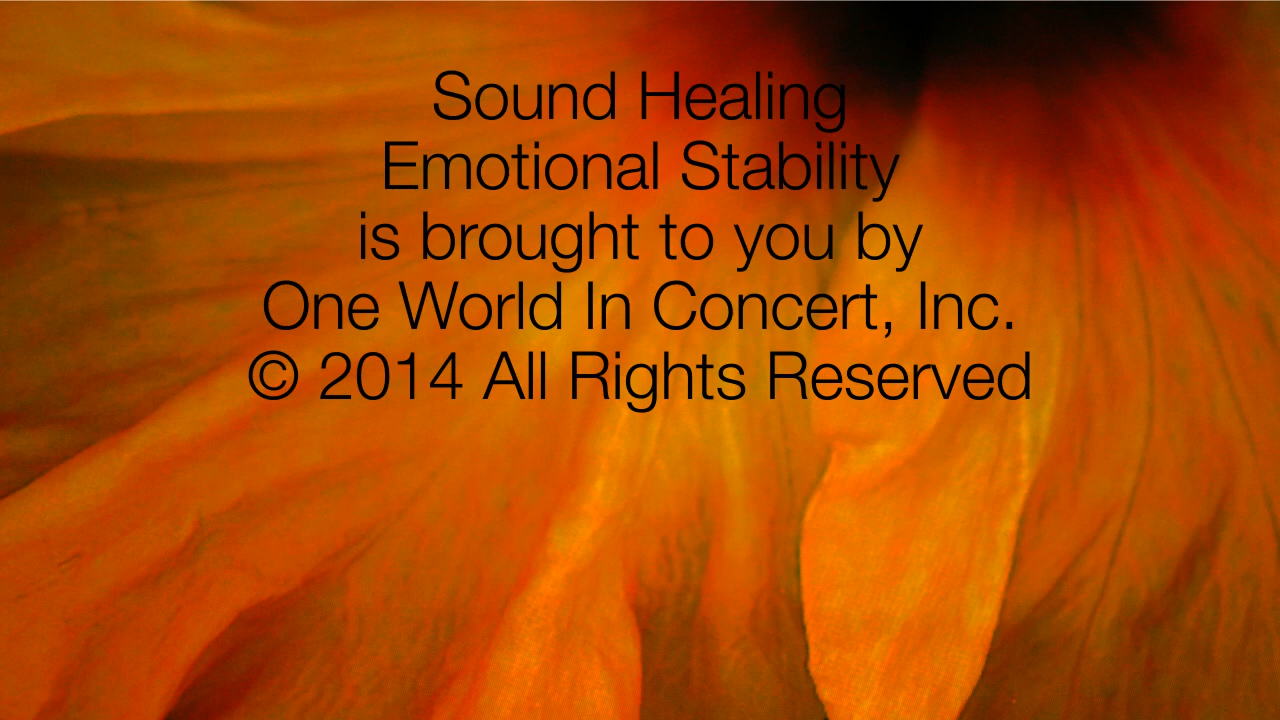 Sound Healing
Emotional Stability
is brought to you by
One World In Concert, Inc.
© 2014 All Rights Reserved